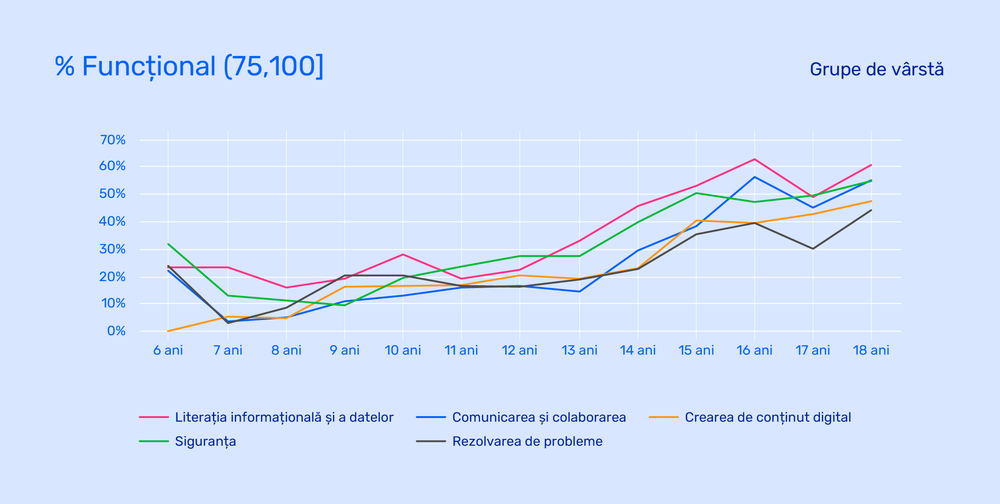 % Funcțional (75,100]
Grupe de vârstă
70%
60%
50%
40%
30%
20%
10%
0%
6 ani 7 ani 8 ani 9 ani 10 ani 11 ani 12 ani 13 ani 14 ani 15 ani 16 ani 17 ani 18 ani
Literația informațională și a datelor Comunicarea și colaborarea Crearea de conținut digital
Siguranța Rezolvarea de probleme